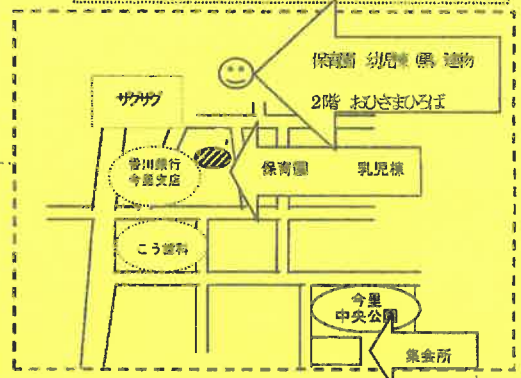 保育園 幼児棟 黒い建物
2階 おひさまひろば
サクサク
香川銀行
今里支店
保育園 乳児棟
こう歯科
今里
中央公園
集会所